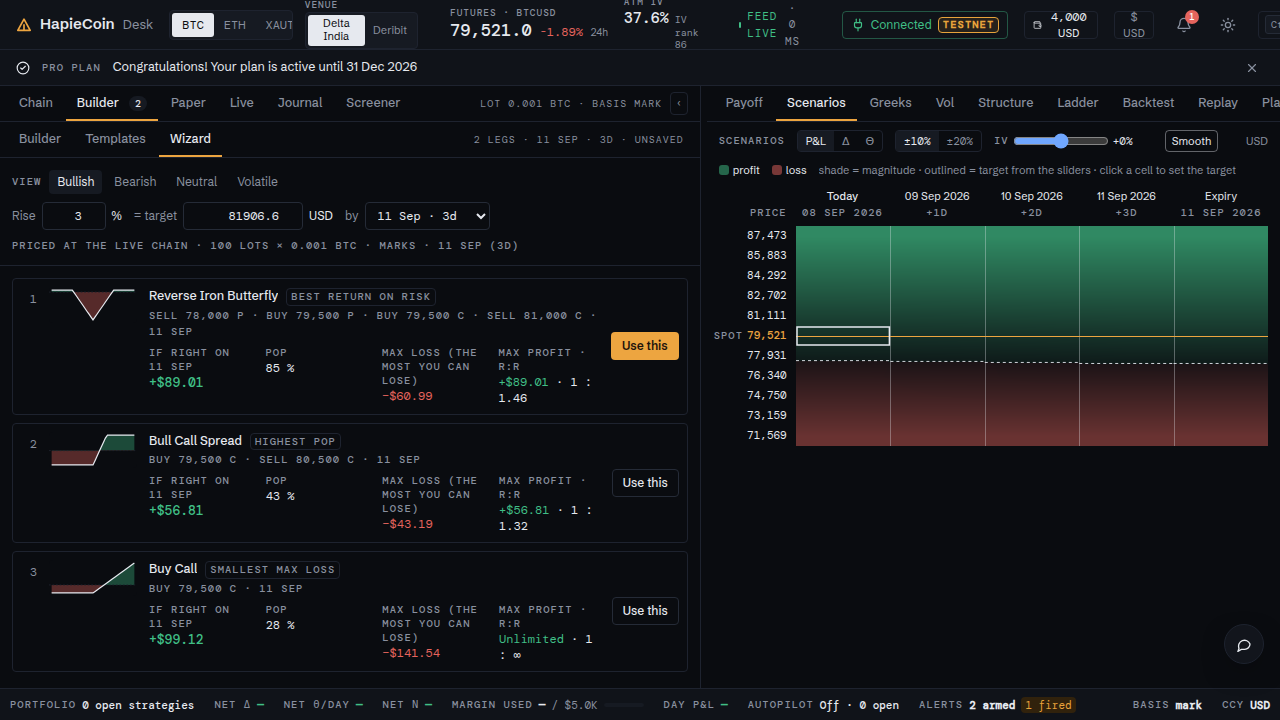 HapieCoin Desk
BTC ETH XAUT
VENUE
Delta India
Deribit
FUTURES · BTCUSD
79,521.0 -1.89% 24h
ATM IV
37.6% IV rank 86
FEED LIVE · 0 MS
Connected TESTNET
4,000 USD
$ USD
1
PRO PLAN Congratulations! Your plan is active until 31 Dec 2026
Chain Builder 2 Paper Live Journal Screener
LOT 0.001 BTC · BASIS MARK
Builder Templates Wizard
2 LEGS · 11 SEP · 3D · UNSAVED
VIEW Bullish Bearish Neutral Volatile
Rise 3 % = target 81906.6 USD by 11 Sep · 3d
PRICED AT THE LIVE CHAIN · 100 LOTS × 0.001 BTC · MARKS · 11 SEP (3D)
1
Reverse Iron Butterfly BEST RETURN ON RISK
SELL 78,000 P · BUY 79,500 P · BUY 79,500 C · SELL 81,000 C ·
11 SEP
IF RIGHT ON 11 SEP
+$89.01
POP
85 %
MAX LOSS (THE MOST YOU CAN LOSE)
−$60.99
MAX PROFIT · R:R
+$89.01 · 1 : 1.46
Use this
2
Bull Call Spread HIGHEST POP
BUY 79,500 C · SELL 80,500 C · 11 SEP
IF RIGHT ON 11 SEP
+$56.81
POP
43 %
MAX LOSS (THE MOST YOU CAN LOSE)
−$43.19
MAX PROFIT · R:R
+$56.81 · 1 : 1.32
Use this
3
Buy Call SMALLEST MAX LOSS
BUY 79,500 C · 11 SEP
IF RIGHT ON 11 SEP
+$99.12
POP
28 %
MAX LOSS (THE MOST YOU CAN LOSE)
−$141.54
MAX PROFIT · R:R
Unlimited · 1 : ∞
Use this
Payoff Scenarios Greeks Vol Structure Ladder Backtest Replay
SCENARIOS P&L Δ Θ ±10% ±20% IV +0% Smooth USD
profit loss shade = magnitude · outlined = target from the sliders · click a cell to set the target
Today 09 Sep 2026 10 Sep 2026 11 Sep 2026 Expiry
PRICE 08 SEP 2026 +1D +2D +3D 11 SEP 2026
87,473
85,883
84,292
82,702
81,111
SPOT 79,521
77,931
76,340
74,750
73,159
71,569
PORTFOLIO 0 open strategies NET Δ — NET Θ/DAY — NET N — MARGIN USED — / $5.0K DAY P&L — AUTOPILOT Off · 0 open ALERTS 2 armed 1 fired BASIS mark CCY USD